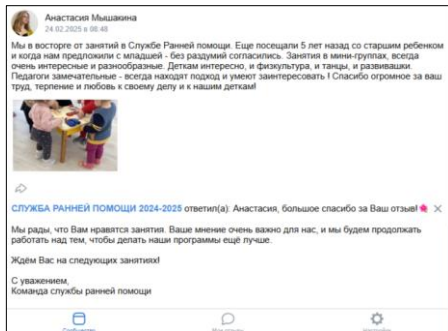 Анастасия Мышакина
24.02.2025 в 06:48
Мы в восторге от занятий в Службе Ранней помощи. Еще посещали 5 лет назад со старшим ребенком
и когда нам предложили с младшей - без раздумий согласились. Занятия в мини-группах, всегда
очень интересные и разнообразные. Деткам интересно, и физкультура, и танцы, и развивашки.
Педагоги замечательные - всегда находят подход и умеют заинтересовать ! Спасибо огромное за ваш
труд, терпение и любовь к своему делу и к нашим деткам!
СЛУЖБА РАННЕЙ ПОМОЩИ 2024-2025 ответил(а): Анастасия, большое спасибо за Ваш отзыв!
Мы рады, что Вам нравятся занятия. Ваше мнение очень важно для нас, и мы будем продолжать
работать над тем, чтобы делать наши программы ещё лучше.
Ждём Вас на следующих занятиях!
С уважением,
Команда службы ранней помощи